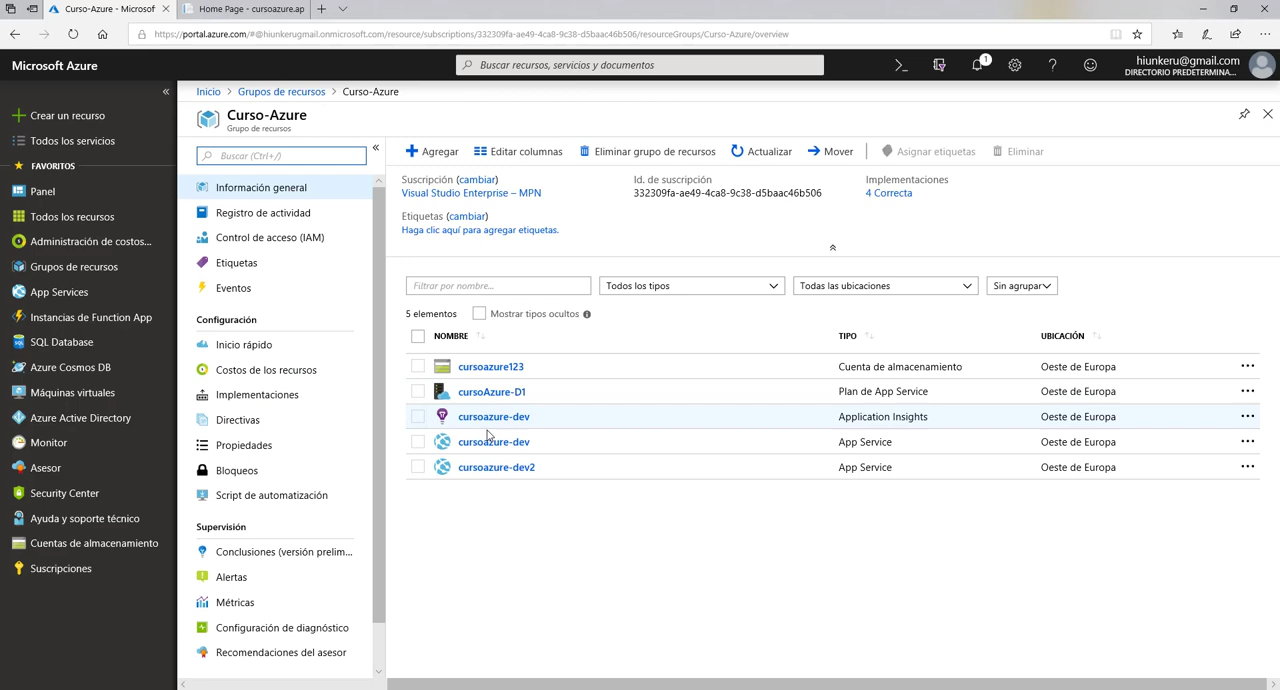 Curso-Azure - Microsof
Home Page - cursoazure.ap
https://portal.azure.com/#@hiunkerugmail.onmicrosoft.com/resource/subscriptions/332309fa-ae49-4ca8-9c38-d5baac46b506/resourceGroups/Curso-Azure/overview
Microsoft Azure
Buscar recursos, servicios y documentos
1
hiunkeru@gmail.com
DIRECTORIO PREDETERMINA...
Crear un recurso
Todos los servicios
FAVORITOS
Panel
Todos los recursos
Administración de costos...
Grupos de recursos
App Services
Instancias de Function App
SQL Database
Azure Cosmos DB
Máquinas virtuales
Azure Active Directory
Monitor
Asesor
Security Center
Ayuda y soporte técnico
Cuentas de almacenamiento
Suscripciones
Inicio > Grupos de recursos > Curso-Azure
Curso-Azure
Grupo de recursos
Buscar (Ctrl+/)
Información general
Registro de actividad
Control de acceso (IAM)
Etiquetas
Eventos
Configuración
Inicio rápido
Costos de los recursos
Implementaciones
Directivas
Propiedades
Bloqueos
Script de automatización
Supervisión
Conclusiones (versión prelim...
Alertas
Métricas
Configuración de diagnóstico
Recomendaciones del asesor
Agregar Editar columnas Eliminar grupo de recursos Actualizar Mover Asignar etiquetas Eliminar
Suscripción (cambiar) Id. de suscripción Implementaciones
Visual Studio Enterprise – MPN 332309fa-ae49-4ca8-9c38-d5baac46b506 4 Correcta
Etiquetas (cambiar)
Haga clic aquí para agregar etiquetas.
Filtrar por nombre... Todos los tipos Todas las ubicaciones Sin agrupar
5 elementos Mostrar tipos ocultos
NOMBRE TIPO UBICACIÓN
cursoazure123 Cuenta de almacenamiento Oeste de Europa
cursoAzure-D1 Plan de App Service Oeste de Europa
cursoazure-dev Application Insights Oeste de Europa
cursoazure-dev App Service Oeste de Europa
cursoazure-dev2 App Service Oeste de Europa